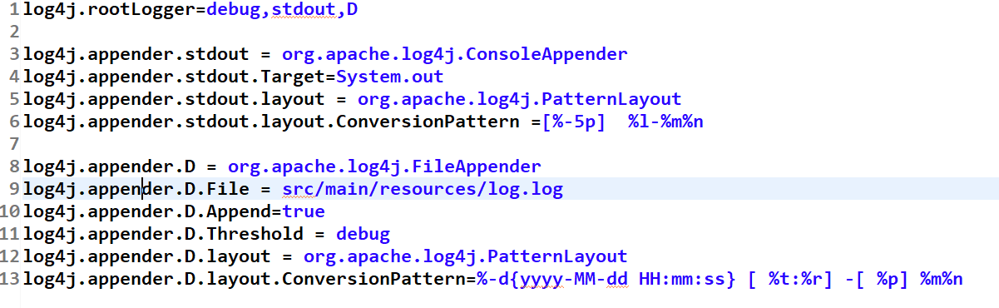 1 log4j.rootLogger=debug,stdout,D
2
3 log4j.appender.stdout = org.apache.log4j.ConsoleAppender
4 log4j.appender.stdout.Target=System.out
5 log4j.appender.stdout.layout = org.apache.log4j.PatternLayout
6 log4j.appender.stdout.layout.ConversionPattern =[%-5p]  %l-%m%n
7
8 log4j.appender.D = org.apache.log4j.FileAppender
9 log4j.appender.D.File = src/main/resources/log.log
10 log4j.appender.D.Append=true
11 log4j.appender.D.Threshold = debug
12 log4j.appender.D.layout = org.apache.log4j.PatternLayout
13 log4j.appender.D.layout.ConversionPattern=%-d{yyyy-MM-dd HH:mm:ss} [ %t:%r] -[ %p] %m%n